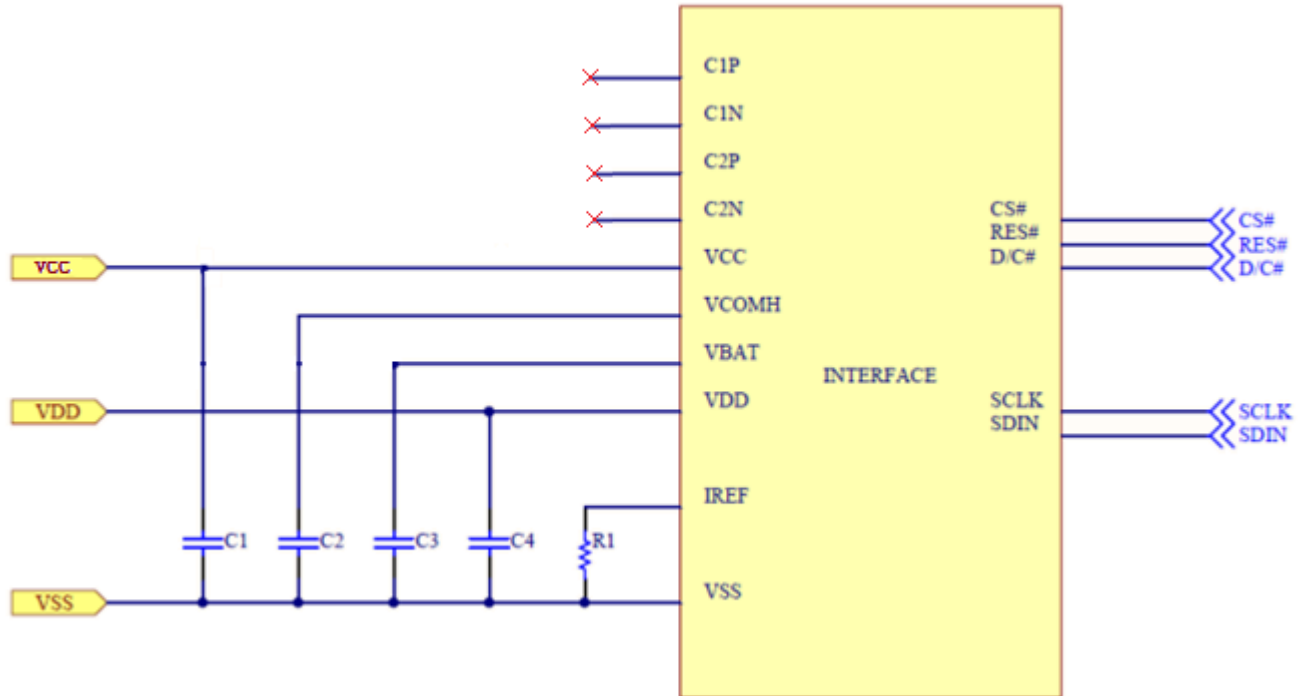 C1P
C1N
C2P
C2N
CS#
CS#
RES#
RES#
D/C#
D/C#
VCC
VCC
VCOMH
VBAT
INTERFACE
VDD
VDD
SCLK
SCLK
SDIN
SDIN
IREF
C1
C2
C3
C4
R1
VSS
VSS